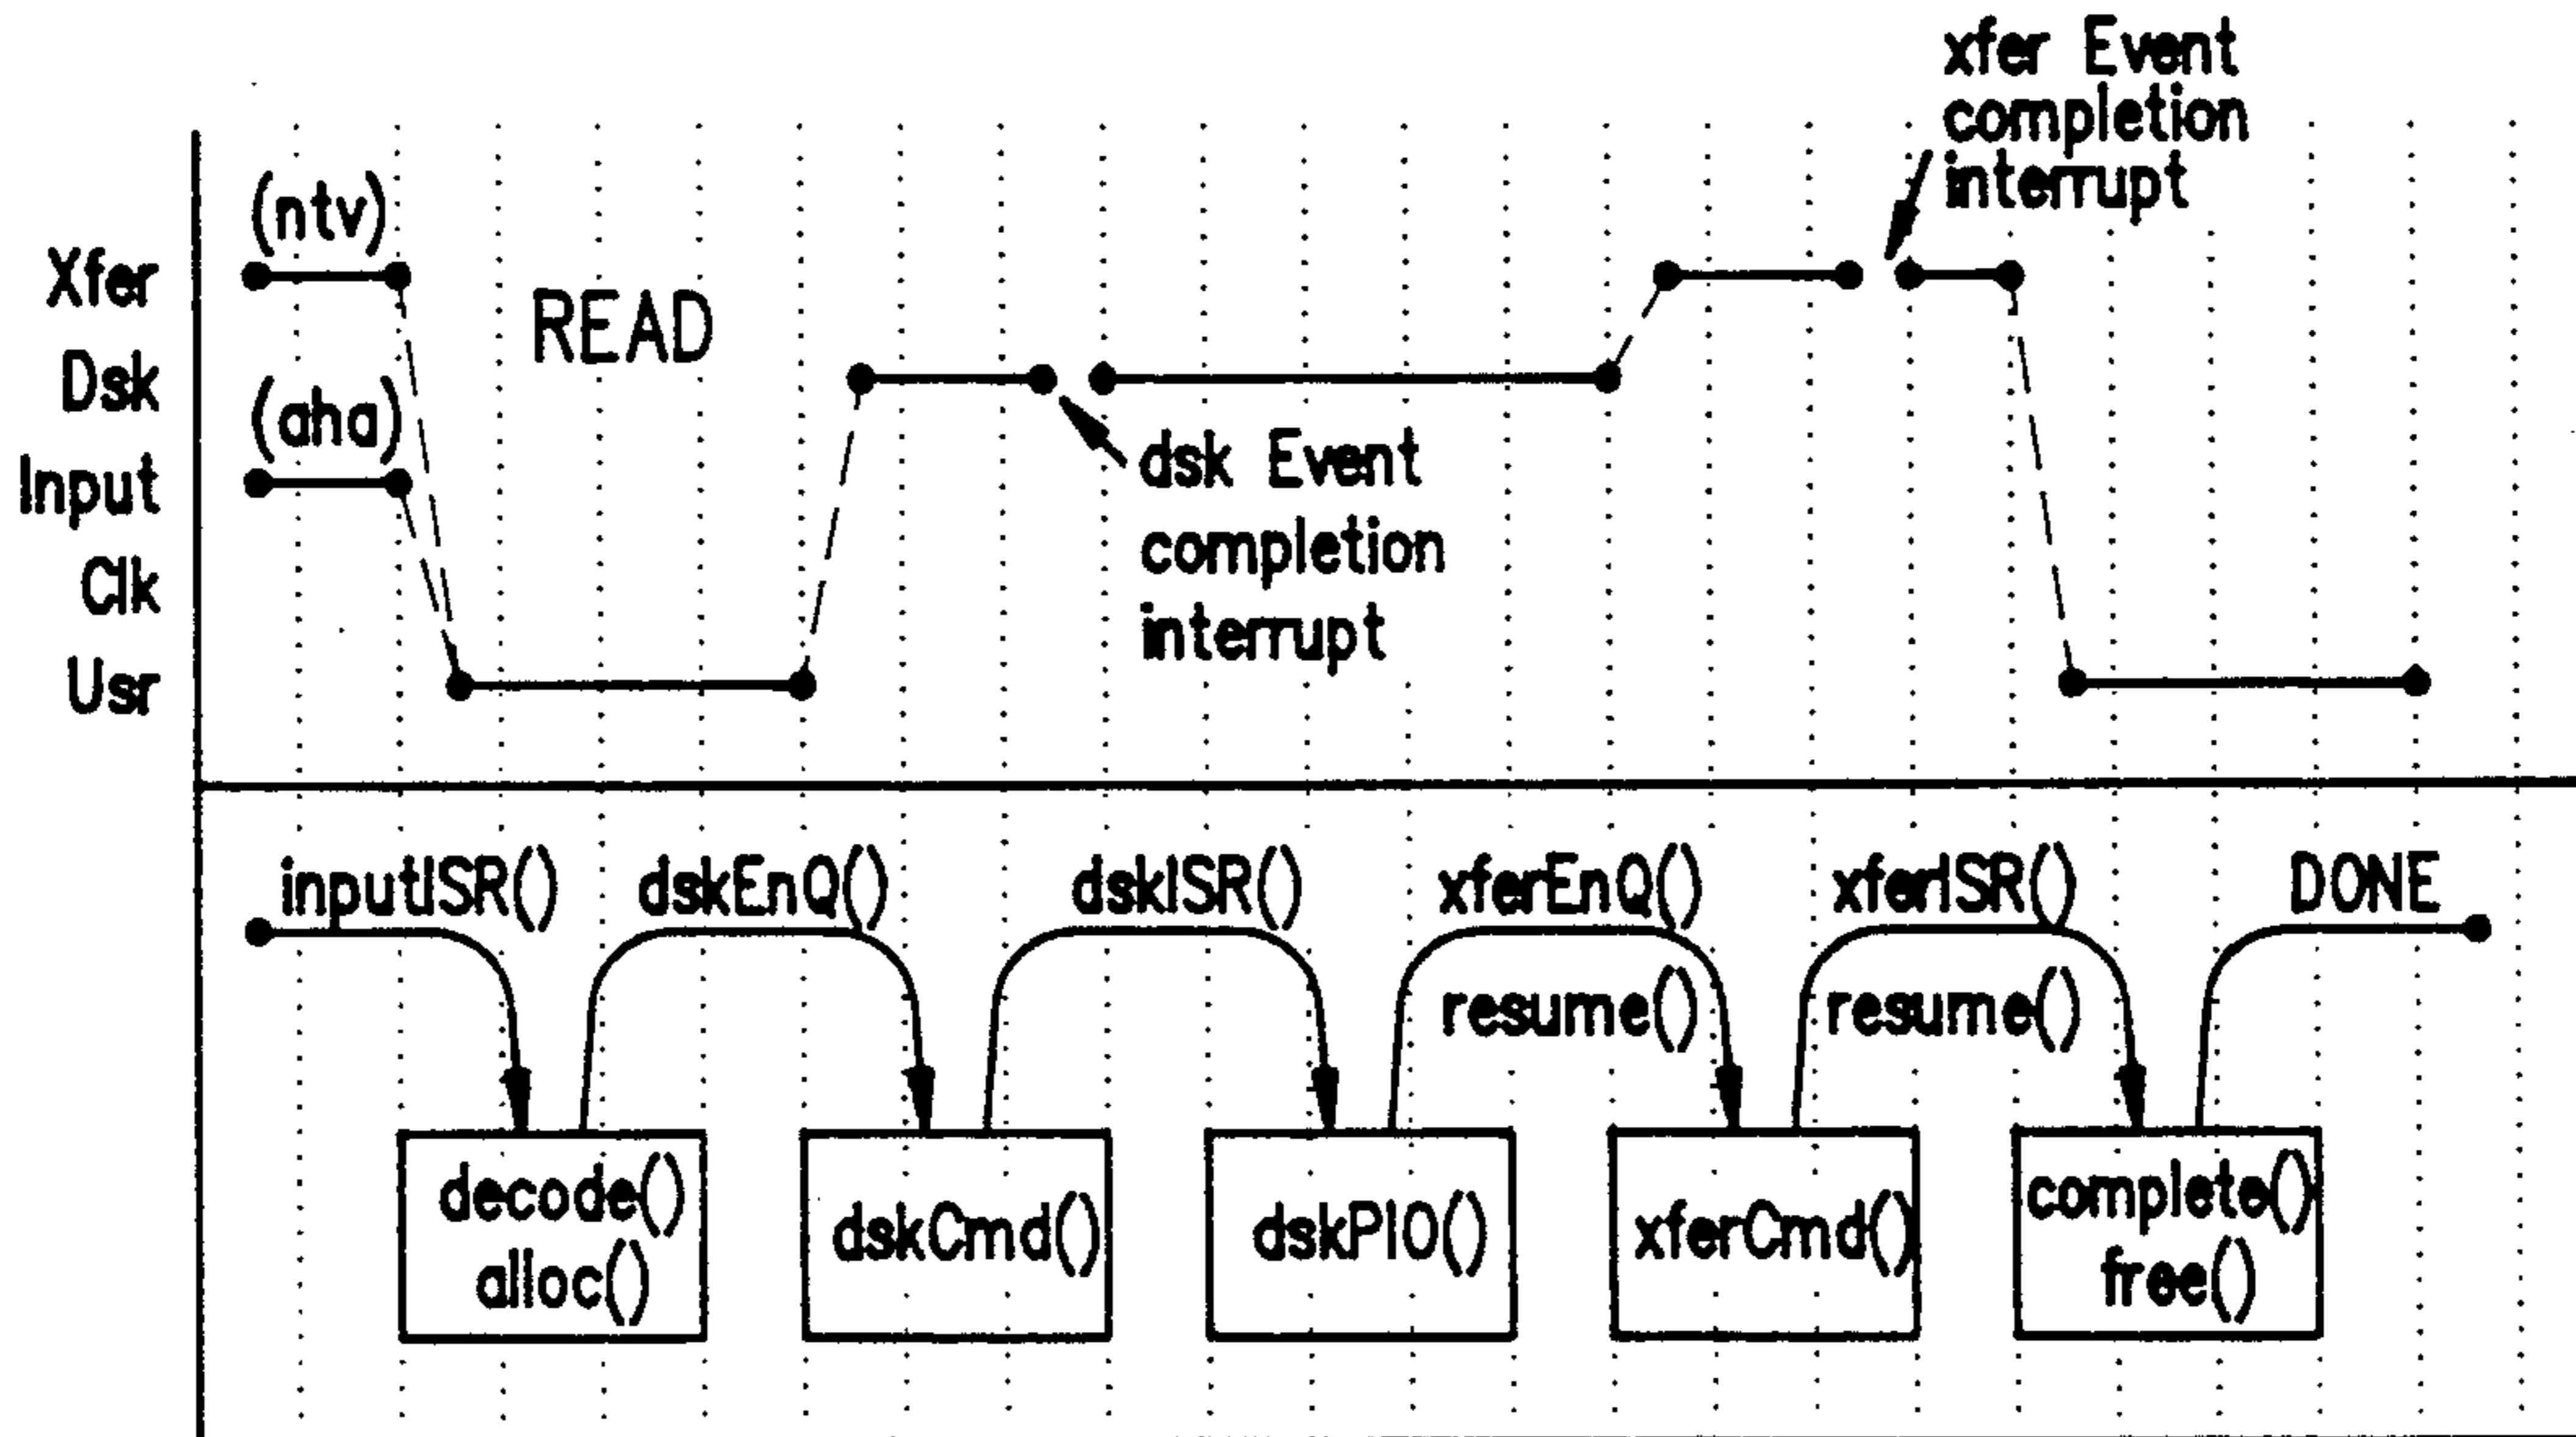 xfer Event
completion
interrupt
(ntv)
Xfer
READ
Dsk
(aha)
dsk Event
Input
completion
Clk
interrupt
Usr
inputISR()
dskEnQ()
dskISR()
xferEnQ()
xferISR()
DONE
resume()
resume()
decode()
alloc()
dskCmd()
dskPIO()
xferCmd()
complete()
free()